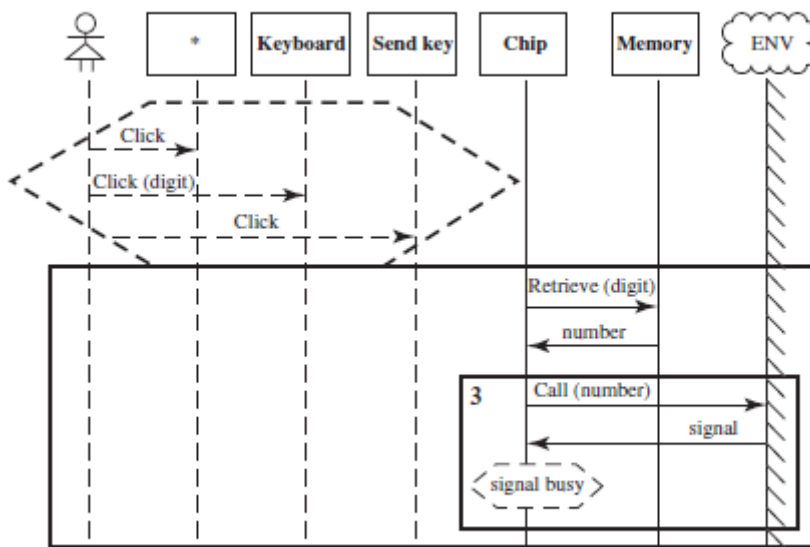 * Keyboard Send key Chip Memory ENV
Click
Click (digit)
Click
Retrieve (digit)
number
3 Call (number)
signal
signal busy